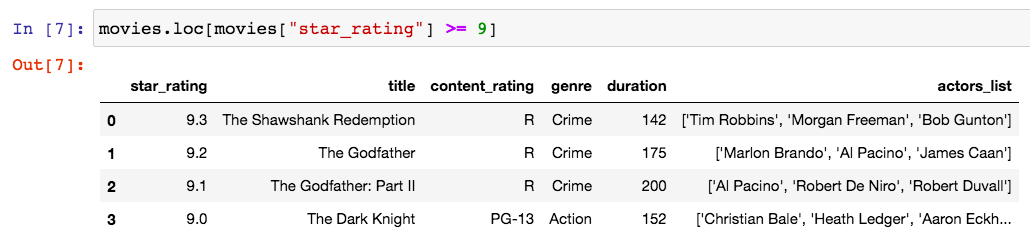 In [7]: movies.loc[movies["star_rating"] >= 9]
Out[7]:
star_rating title content_rating genre duration actors_list
0 9.3 The Shawshank Redemption R Crime 142 ['Tim Robbins', 'Morgan Freeman', 'Bob Gunton']
1 9.2 The Godfather R Crime 175 ['Marlon Brando', 'Al Pacino', 'James Caan']
2 9.1 The Godfather: Part II R Crime 200 ['Al Pacino', 'Robert De Niro', 'Robert Duvall']
3 9.0 The Dark Knight PG-13 Action 152 ['Christian Bale', 'Heath Ledger', 'Aaron Eckh...